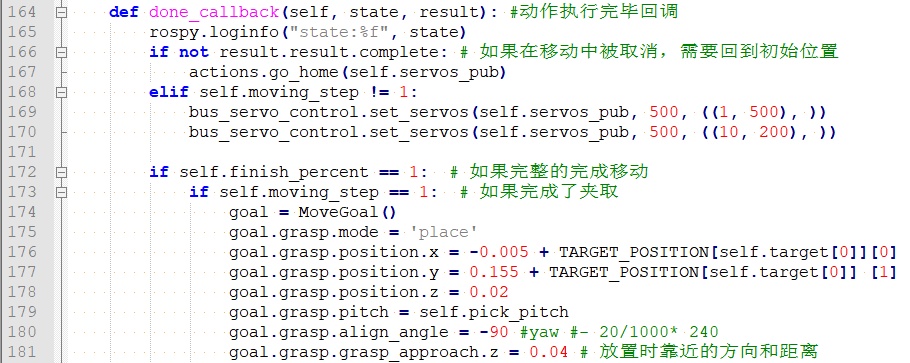 164 def done_callback(self, state, result): #动作执行完毕回调
165 rospy.loginfo("state:%f", state)
166 if not result.result.complete: # 如果在移动中被取消，需要回到初始位置
167 actions.go_home(self.servos_pub)
168 elif self.moving_step != 1:
169 bus_servo_control.set_servos(self.servos_pub, 500, ((1, 500), ))
170 bus_servo_control.set_servos(self.servos_pub, 500, ((10, 200), ))
171
172 if self.finish_percent == 1:  # 如果完整的完成移动
173 if self.moving_step == 1:  # 如果完成了夹取
174 goal = MoveGoal()
175 goal.grasp.mode = 'place'
176 goal.grasp.position.x = -0.005 + TARGET_POSITION[self.target[0]][0]
177 goal.grasp.position.y = 0.155 + TARGET_POSITION[self.target[0]] [1]
178 goal.grasp.position.z = 0.02
179 goal.grasp.pitch = self.pick_pitch
180 goal.grasp.align_angle = -90 #yaw #- 20/1000* 240
181 goal.grasp.grasp_approach.z = 0.04 # 放置时靠近的方向和距离